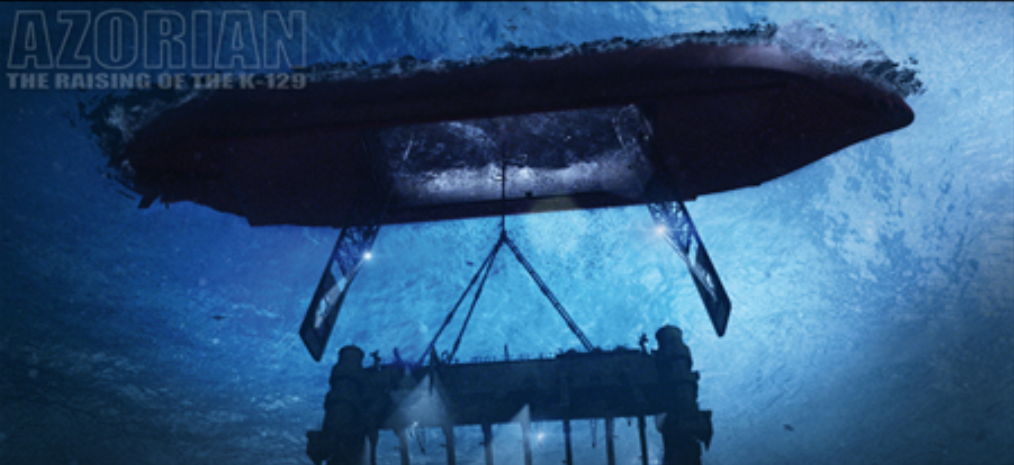 AZORIAN
THE RAISING OF THE K-129